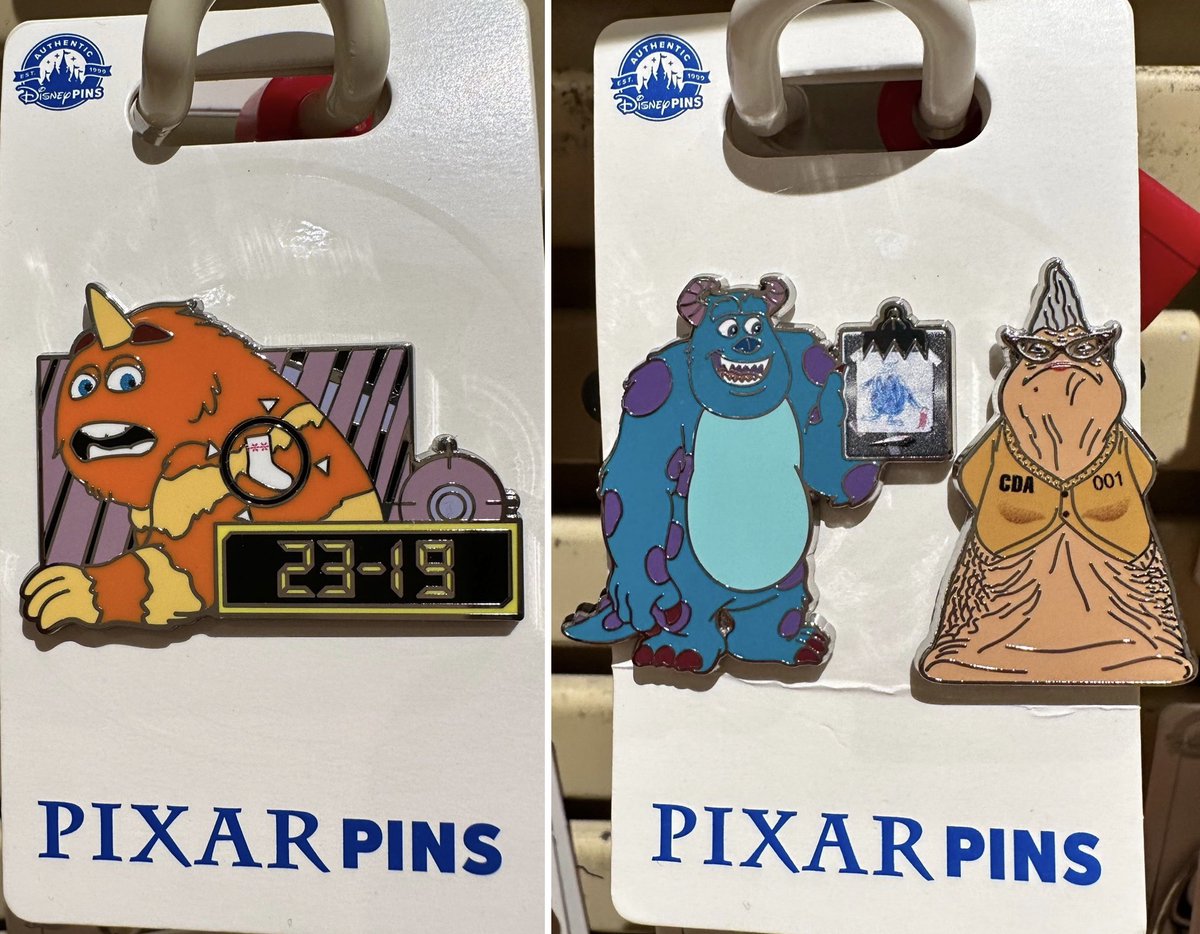 AUTHENTIC
EST. 1999
Disney PINS
23-19
PIXAR PINS
AUTHENTIC
EST. 1999
Disney PINS
CDA 001
PIXAR PINS